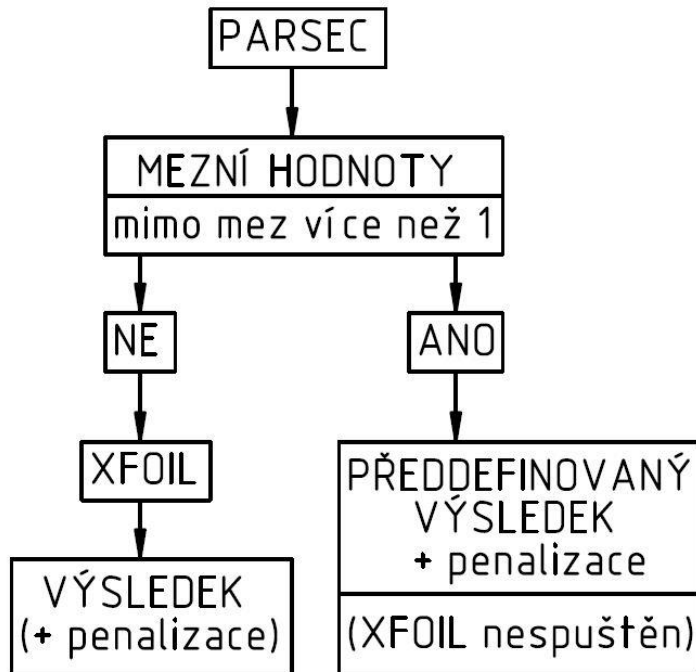 PARSEC
MEZNÍ HODNOTY
mimo mez více než 1
NE
ANO
XFOIL
PŘEDDEFINOVANÝ
VÝSLEDEK
+ penalizace
(XFOIL nespuštěn)
VÝSLEDEK
(+ penalizace)